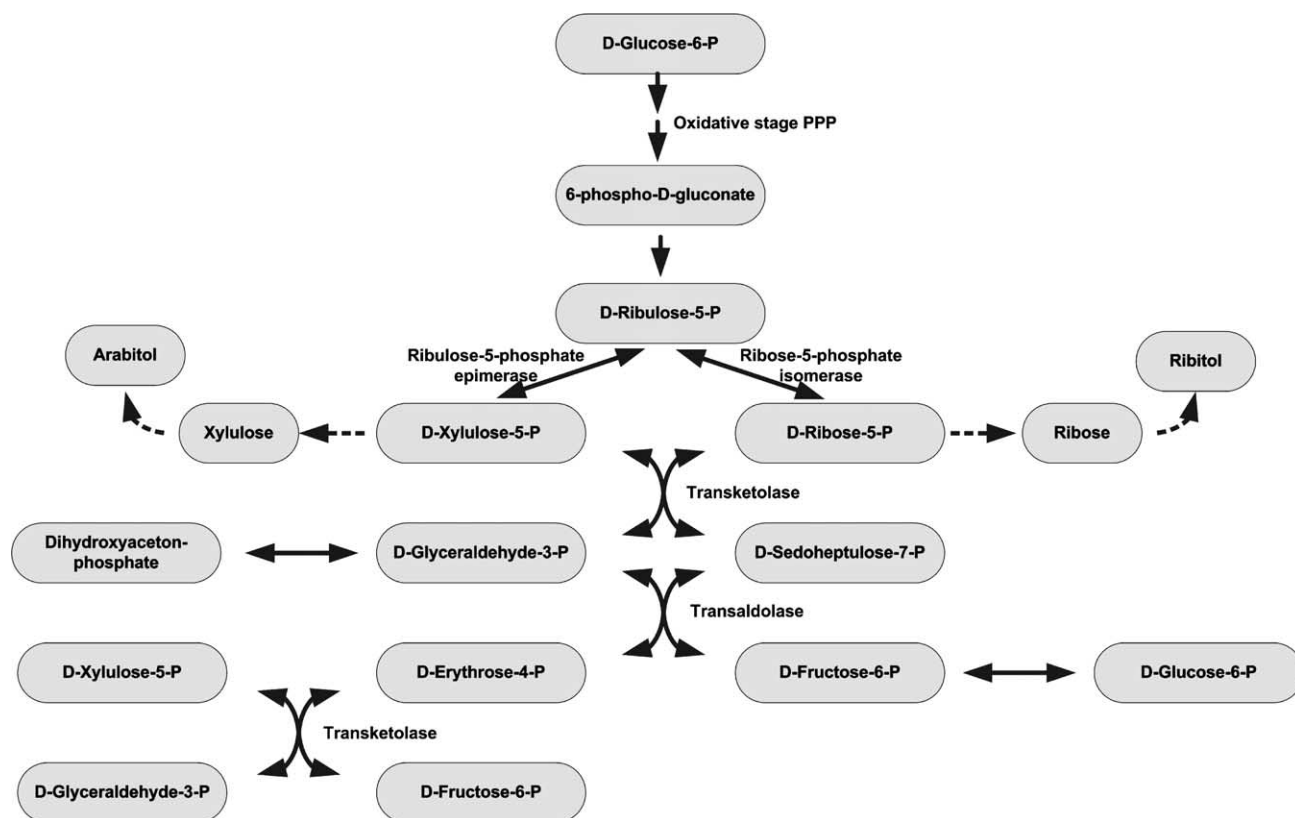 D-Glucose-6-P
Oxidative stage PPP
6-phospho-D-gluconate
D-Ribulose-5-P
Arabitol
Ribulose-5-phosphate
epimerase
Ribose-5-phosphate
isomerase
Ribitol
Xylulose
D-Xylulose-5-P
D-Ribose-5-P
Ribose
Transketolase
Dihydroxyaceton-
phosphate
D-Glyceraldehyde-3-P
D-Sedoheptulose-7-P
Transaldolase
D-Xylulose-5-P
D-Erythrose-4-P
D-Fructose-6-P
D-Glucose-6-P
Transketolase
D-Glyceraldehyde-3-P
D-Fructose-6-P